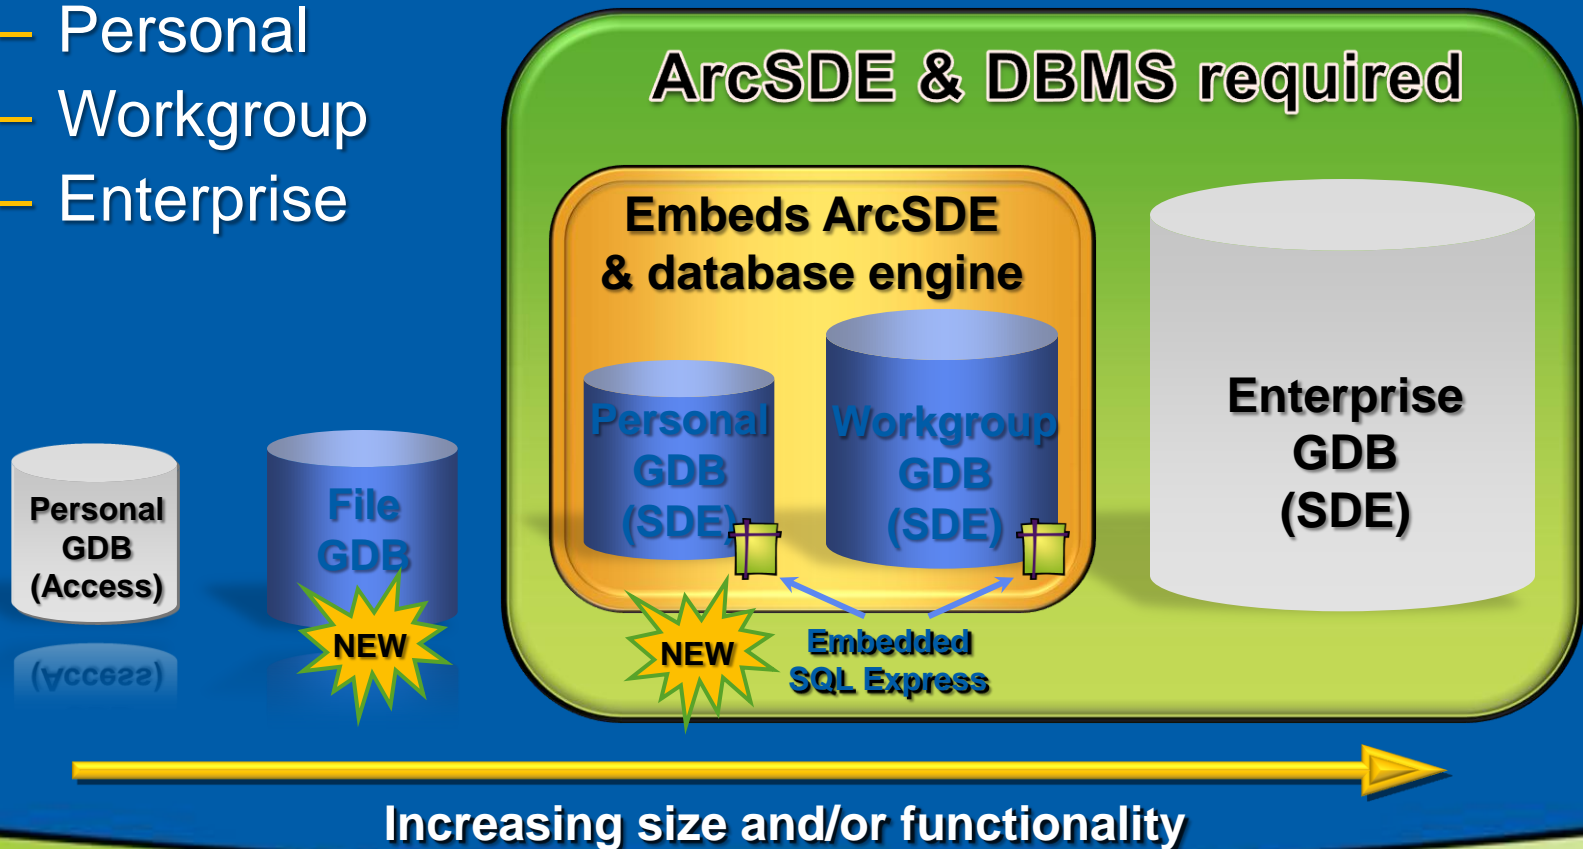 – Personal
– Workgroup
– Enterprise
ArcSDE & DBMS required
Embeds ArcSDE
& database engine
Personal
GDB
(Access)
File
GDB
NEW
Personal
GDB
(SDE)
Workgroup
GDB
(SDE)
Enterprise
GDB
(SDE)
NEW
Embedded
SQL Express
Increasing size and/or functionality